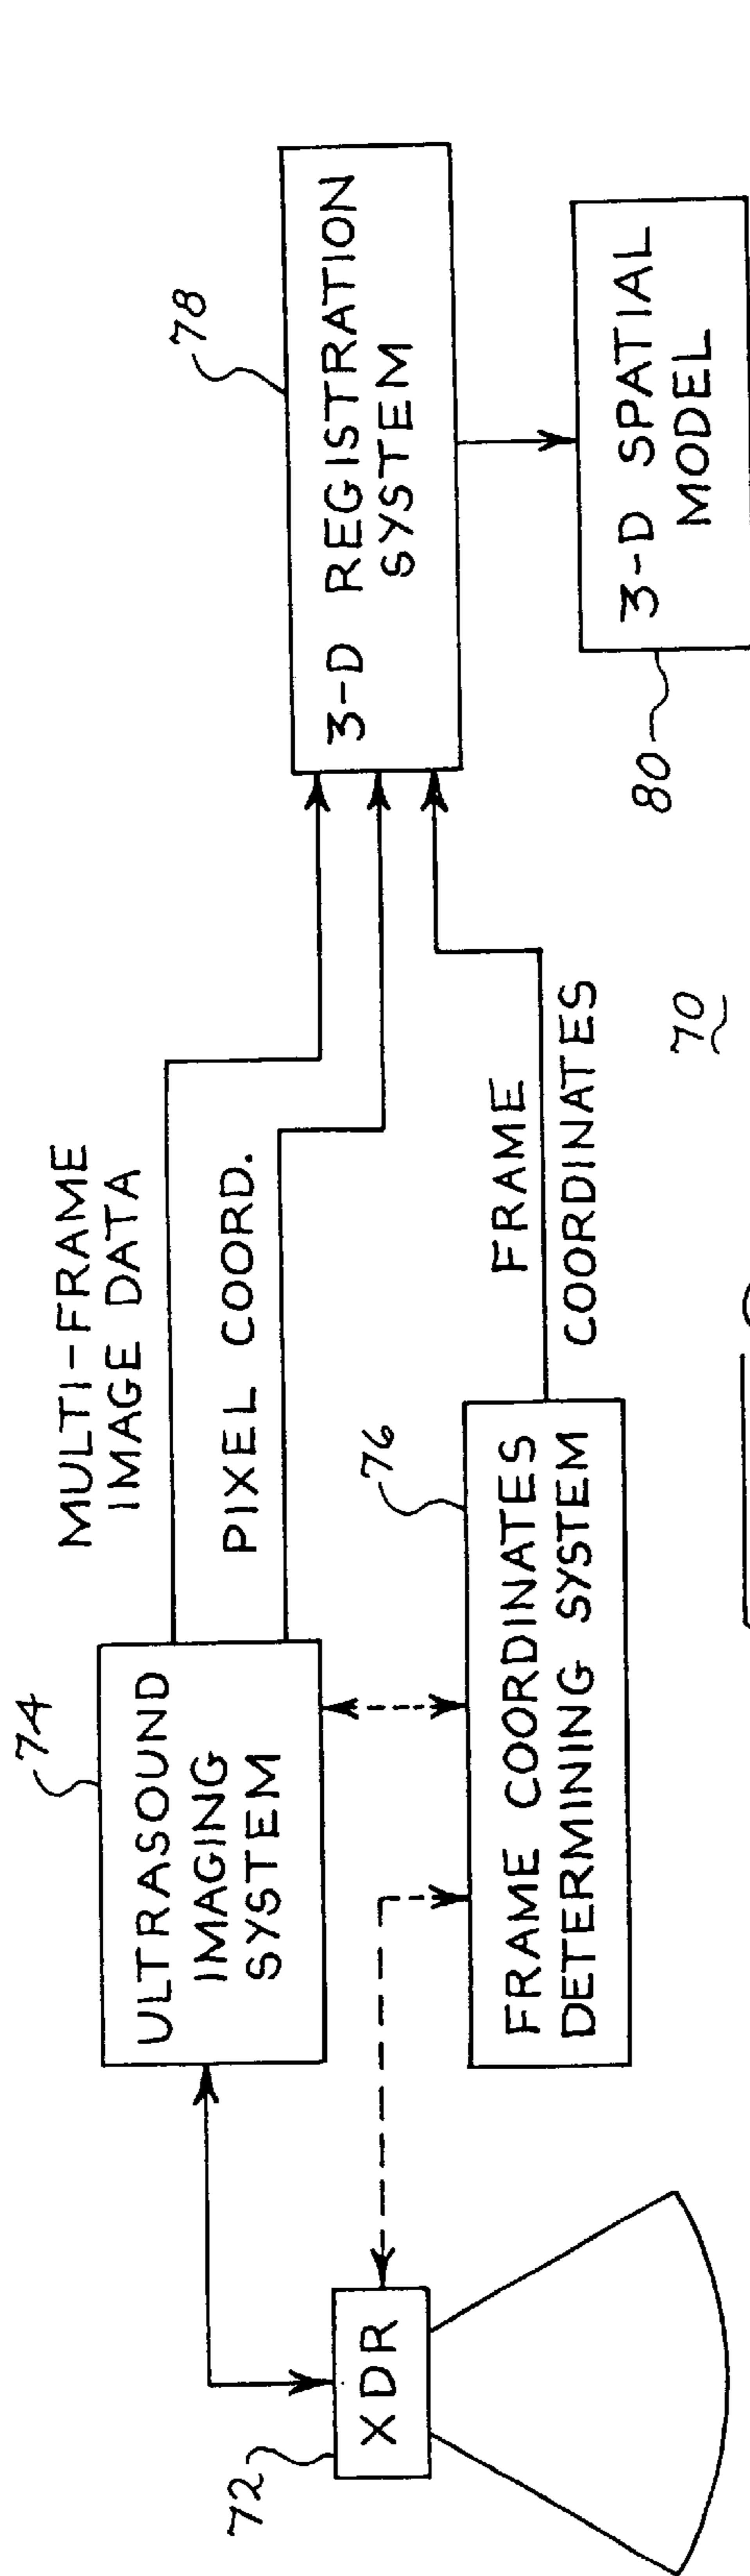 74
MULTI-FRAME
IMAGE DATA
78
ULTRASOUND
IMAGING
SYSTEM
PIXEL COORD.
3-D REGISTRATION
SYSTEM
72
XDR
76
FRAME COORDINATES
DETERMINING SYSTEM
FRAME
COORDINATES
80
3-D SPATIAL
MODEL
70